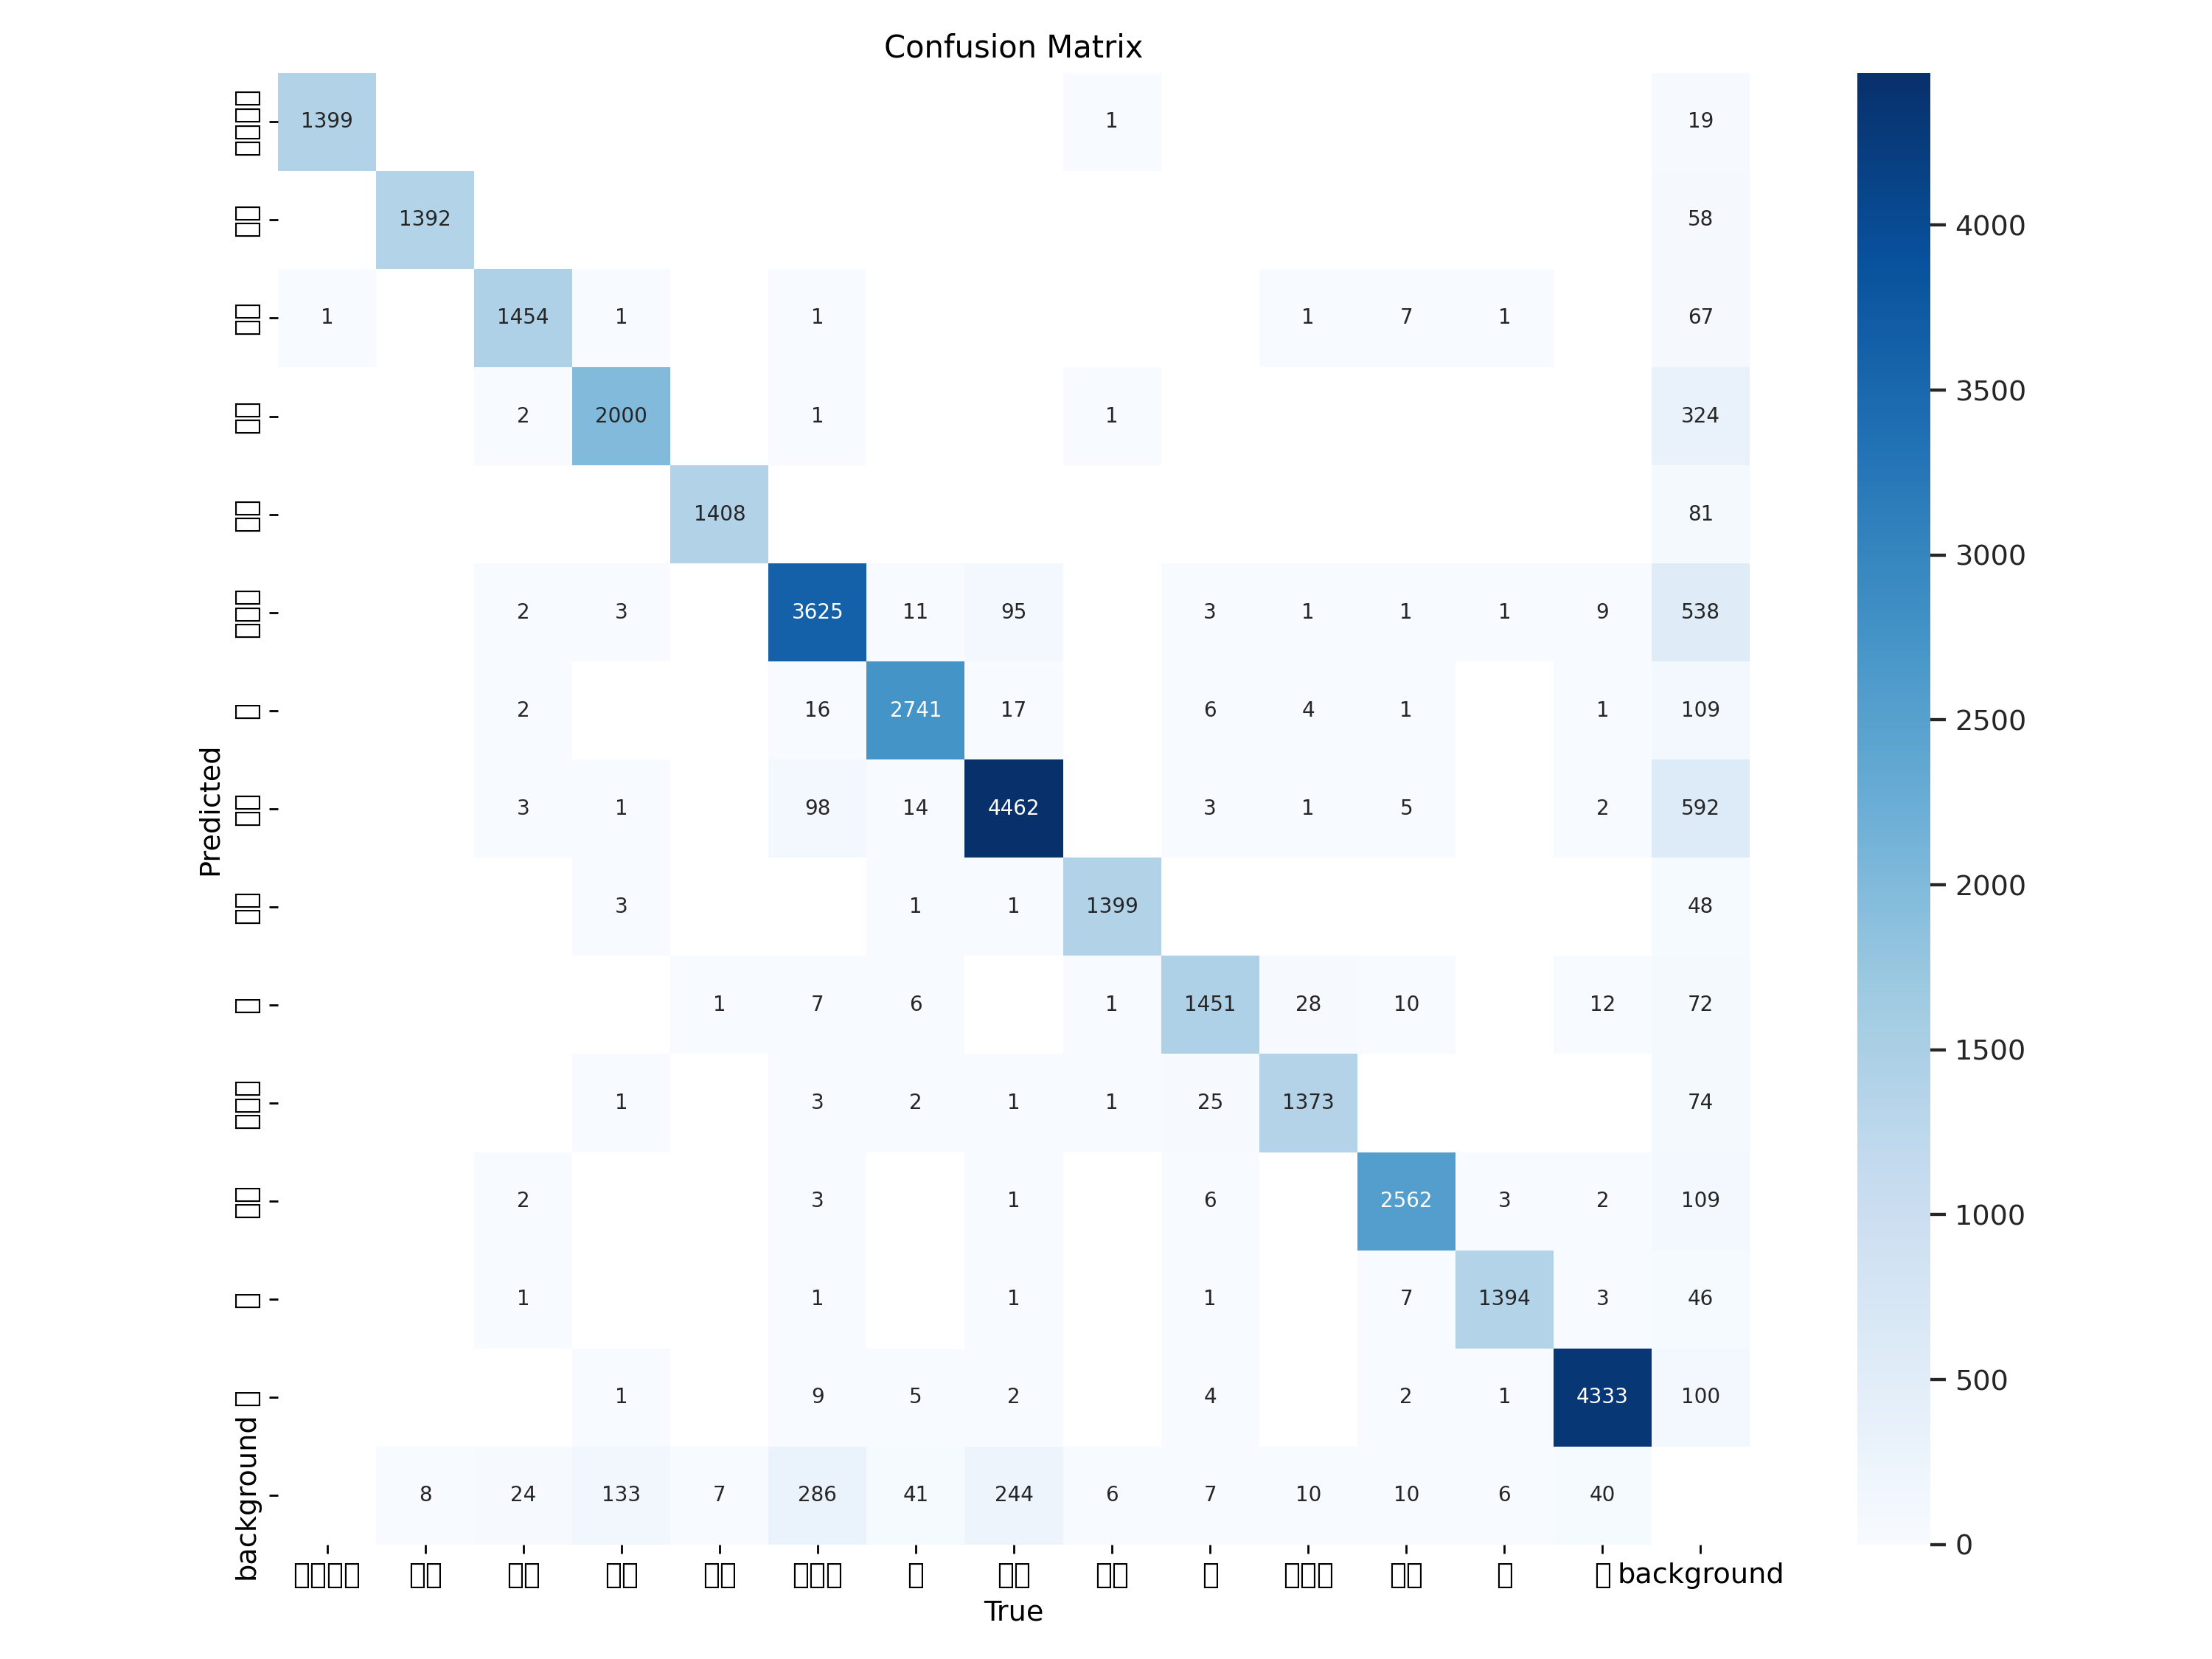 Confusion Matrix
1399 1 19
1392 58
1 1454 1 1 1 7 1 67
2 2000 1 1 324
1408 81
2 3 3625 11 95 3 1 1 1 9 538
2 16 2741 17 6 4 1 1 109
3 1 98 14 4462 3 1 5 2 592
3 1 1 1399 48
1 7 6 1 1451 28 10 12 72
1 3 2 1 1 25 1373 74
2 3 1 6 2562 3 2 109
1 1 1 1 7 1394 3 46
1 9 5 2 4 2 1 4333 100
background 8 24 133 7 286 41 244 6 7 10 10 6 40
background
True
Predicted
4000
3500
3000
2500
2000
1500
1000
500
0